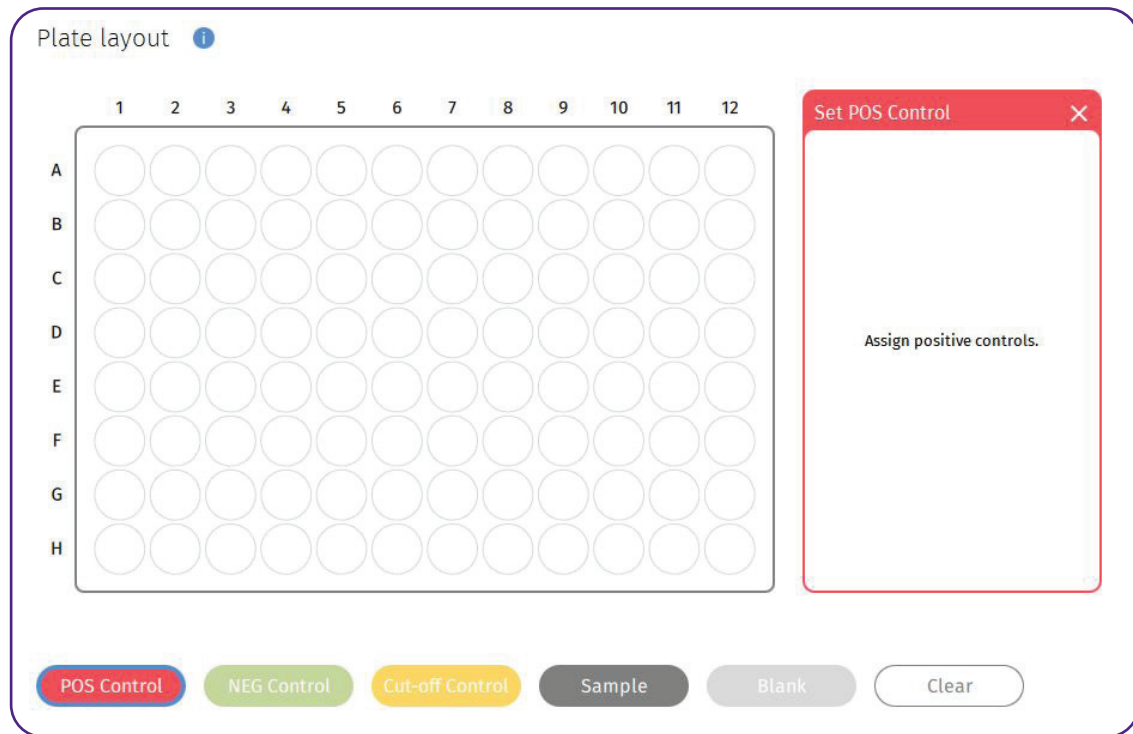 Plate layout i
1 2 3 4 5 6 7 8 9 10 11 12
Set POS Control
A
B
C
D
Assign positive controls.
E
F
G
H
POS Control NEG Control Cut-off Control Sample Blank Clear